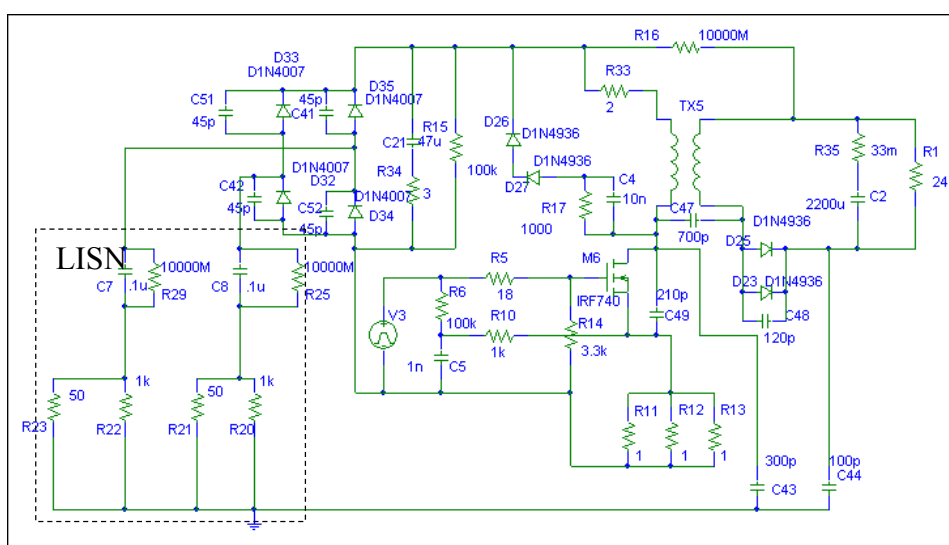 R16
10000M
D33
D1N4007
D35
D1N4007
C51
45p
45p
C41
R33
2
TX5
R15
100k
C21
47u
R34
3
D26
D1N4936
D1N4936
D27
R17
1000
C4
10n
C47
700p
R35
33m
C2
2200u
R1
24
D1N4007
D32
D1N4007
C42
45p
C52
45p
D34
D1N4936
D25
D23
D1N4936
C48
120p
LISN
C7
.1u
10000M
R29
C8
.1u
10000M
R25
R5
18
M6
IRF740
210p
C49
R6
100k
R10
1k
R14
3.3k
V3
1n
C5
50
R23
1k
R22
50
R21
1k
R20
R11
1
R12
1
R13
1
300p
C43
100p
C44